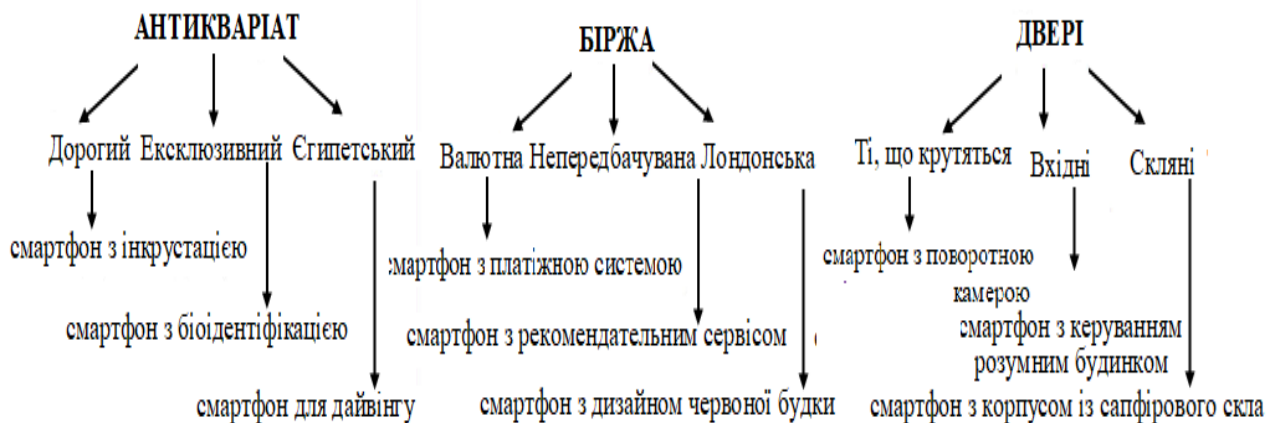 АНТИКВАРІАТ
Дорогий Ексклюзивний Єгипетський
смартфон з інкрустацією
смартфон з біоідентіфікацією
смартфон для дайвінгу
БІРЖА
Валютна Непередбачувана Лондонська
смартфон з платіжною системою
смартфон з рекомендательним сервісом
смартфон з дизайном червоної будки
ДВЕРІ
Ті, що крутяться Вхідні Скляні
смартфон з поворотною
камерою
смартфон з керуванням
розумним будинком
смартфон з корпусом із сапфірового скла